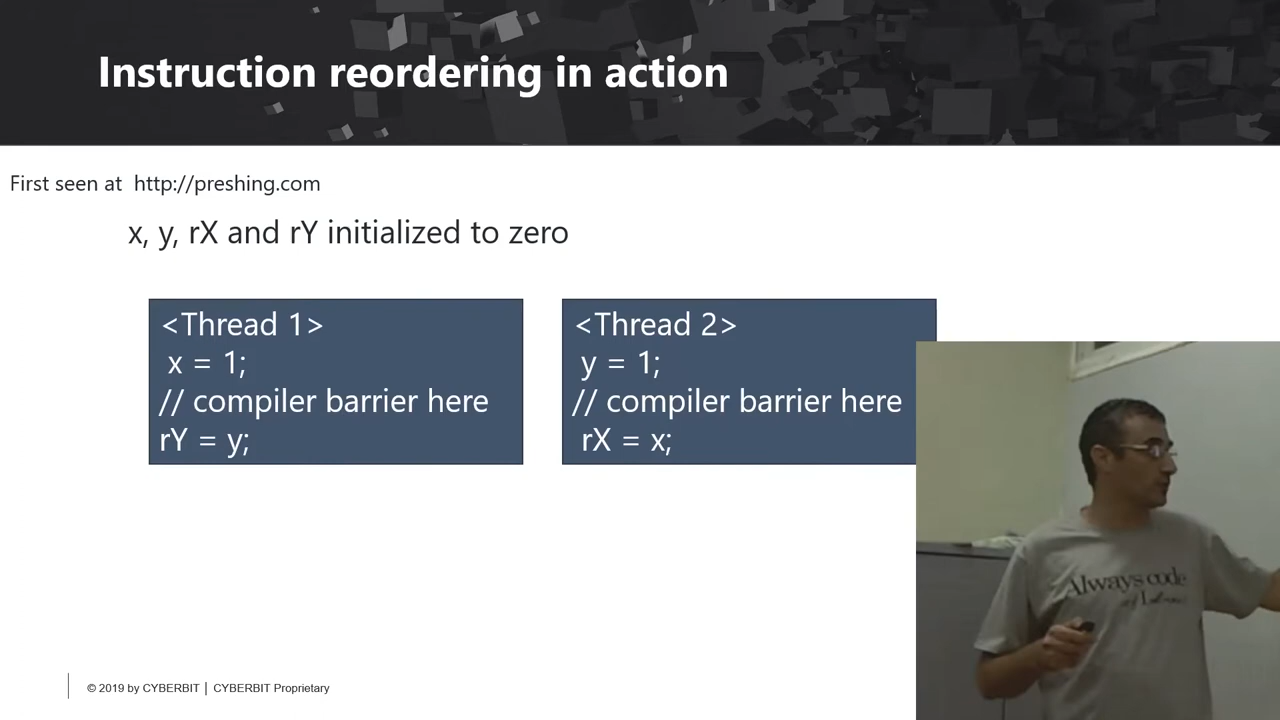 Instruction reordering in action
First seen at http://preshing.com
x, y, rX and rY initialized to zero
<Thread 1>
x = 1;
// compiler barrier here
rY = y;
<Thread 2>
y = 1;
// compiler barrier here
rX = x;
Always code
© 2019 by CYBERBIT | CYBERBIT Proprietary